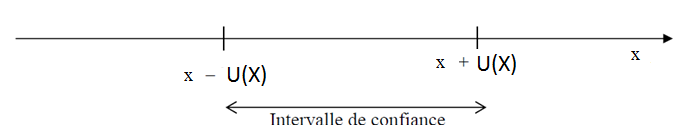 x
x – U(X)
x + U(X)
Intervalle de confiance